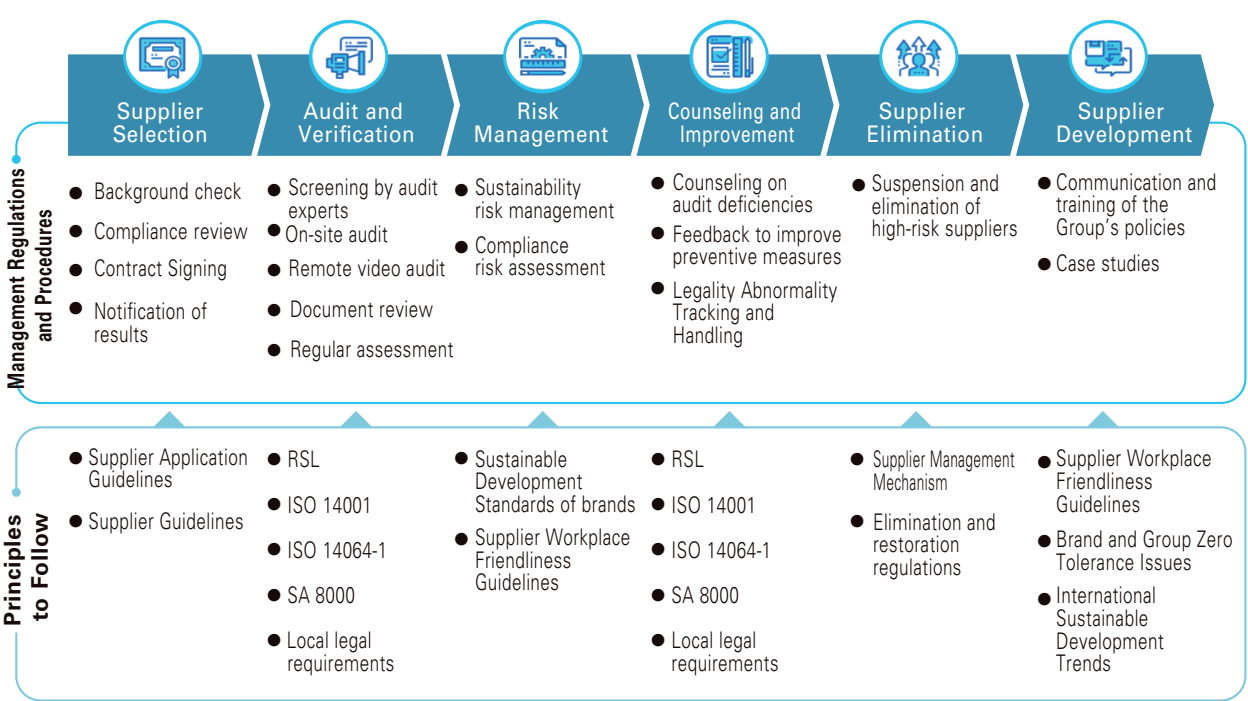 Supplier
Selection
Audit and
Verification
Risk
Management
Counseling and
Improvement
Supplier
Elimination
Supplier
Development
Management Regulations
and Procedures
● Background check
● Compliance review
● Contract Signing
● Notification of
results
● Screening by audit
experts
● On-site audit
● Remote video audit
● Document review
● Regular assessment
● Sustainability
risk management
● Compliance
risk assessment
● Counseling on
audit deficiencies
● Feedback to improve
preventive measures
● Legality Abnormality
Tracking and
Handling
● Suspension and
elimination of
high-risk suppliers
● Communication and
training of the
Group's policies
● Case studies
Principles
to Follow
● Supplier Application
Guidelines
● Supplier Guidelines
● RSL
● ISO 14001
● ISO 14064-1
● SA 8000
● Local legal
requirements
● Sustainable
Development
Standards of brands
● Supplier Workplace
Friendliness
Guidelines
● RSL
● ISO 14001
● ISO 14064-1
● SA 8000
● Local legal
requirements
● Supplier Management
Mechanism
● Elimination and
restoration
regulations
● Supplier Workplace
Friendliness
Guidelines
● Brand and Group Zero
Tolerance Issues
● International
Sustainable
Development
Trends